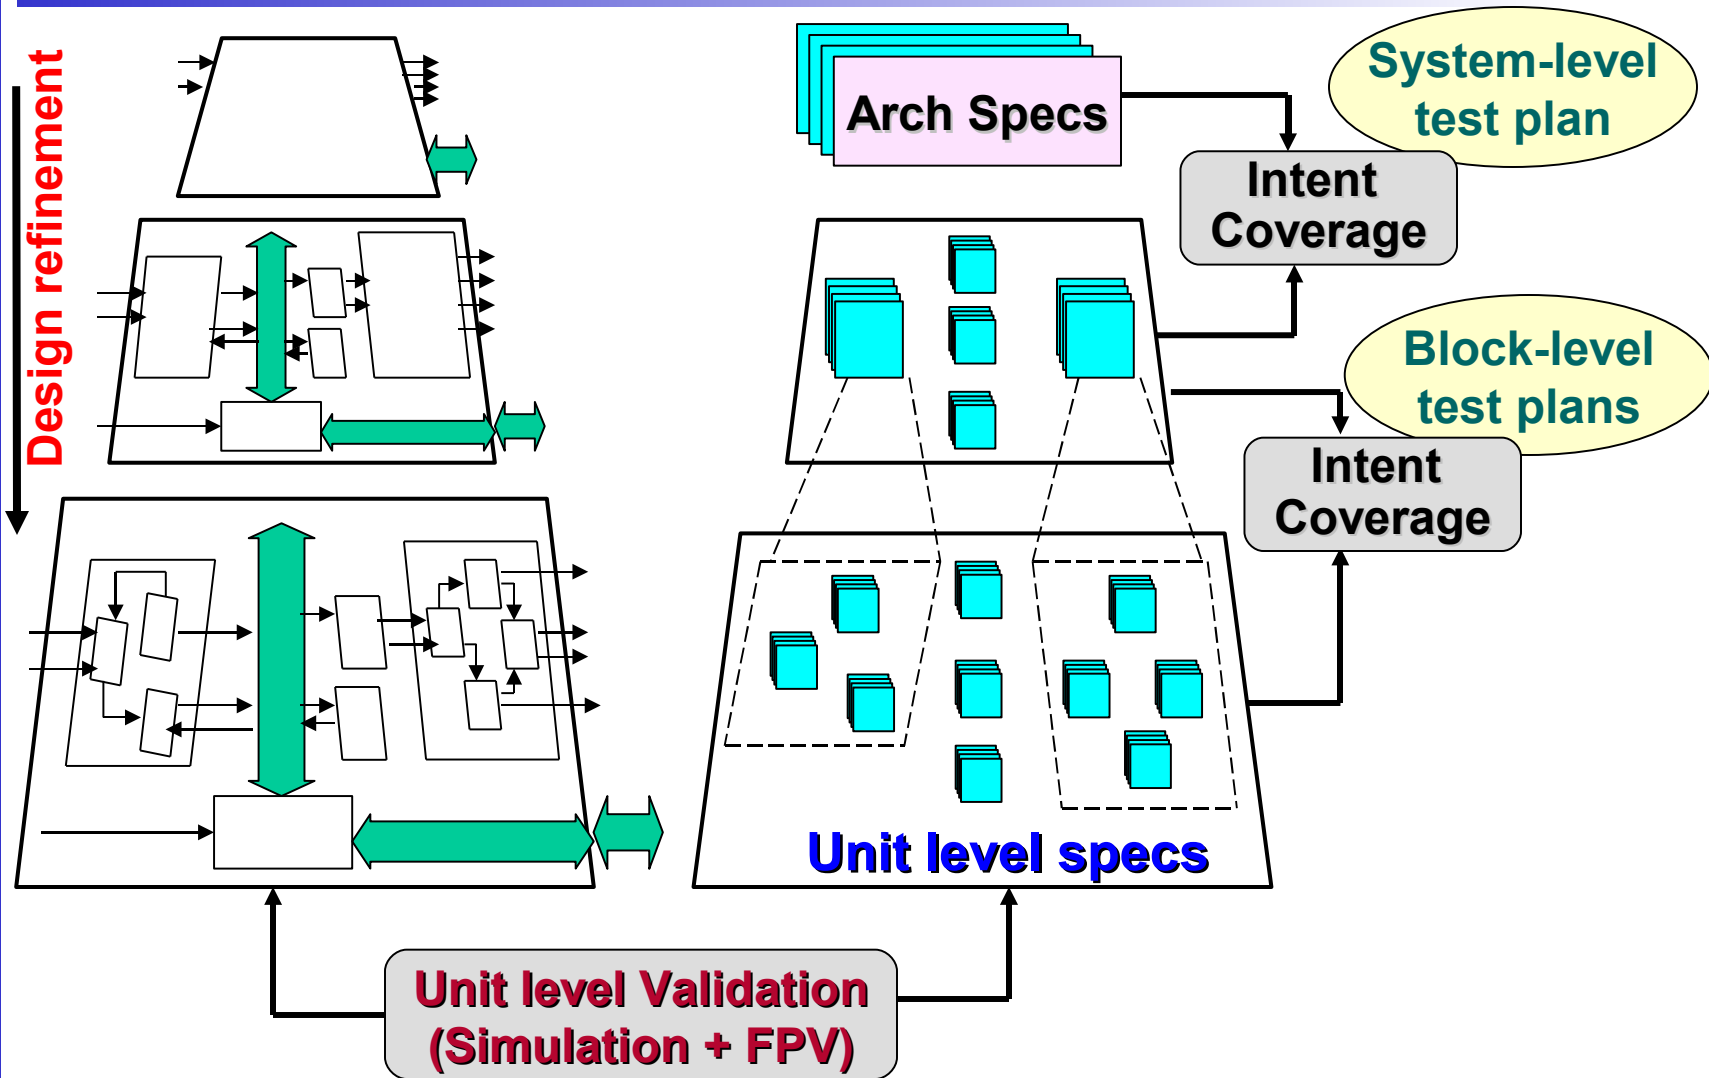 Design refinement
Arch Specs
System-level
test plan
Intent
Coverage
Block-level
test plans
Intent
Coverage
Unit level specs
Unit level Validation
(Simulation + FPV)